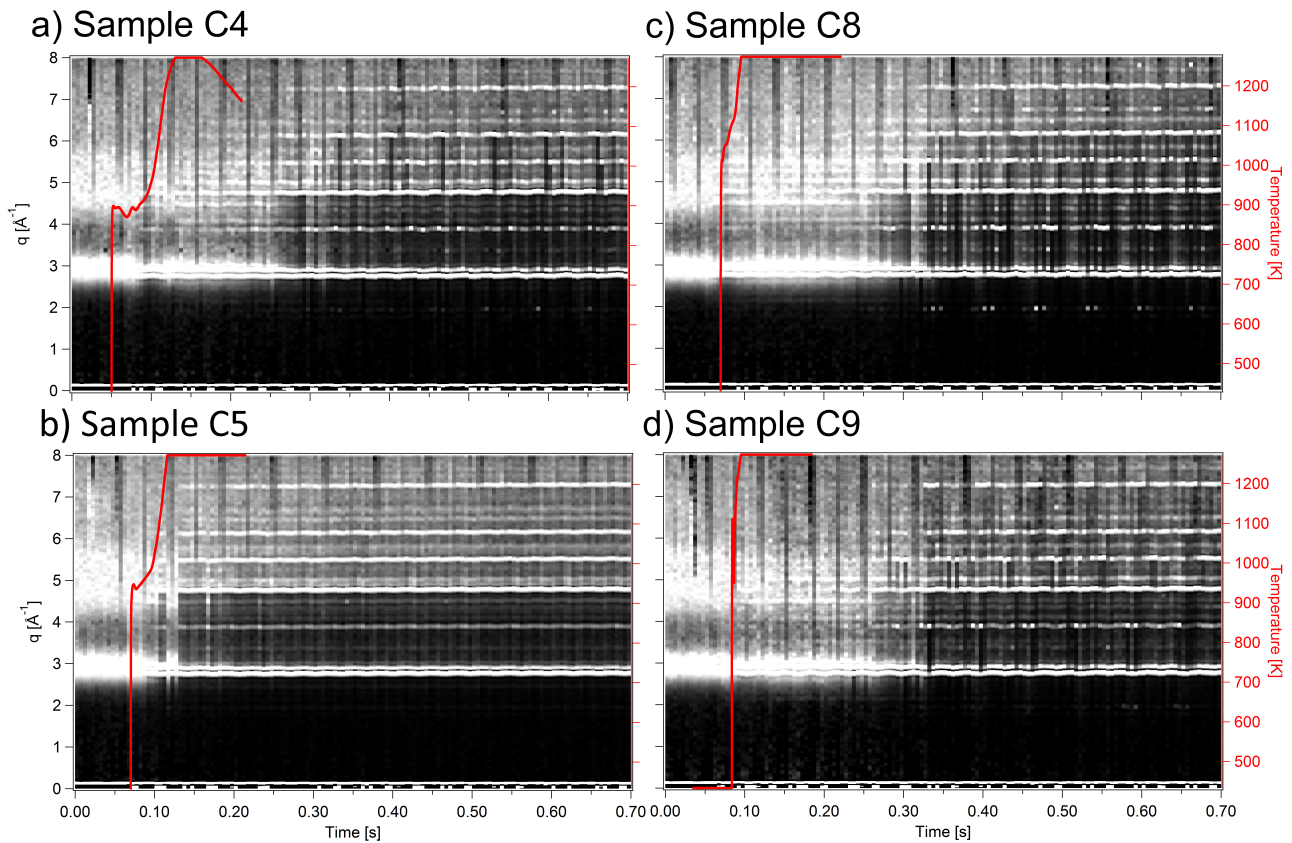 a) Sample C4
c) Sample C8
8
7
6
5
4
3
2
1
0
q [Å⁻¹]
1200
1100
1000
900
800
700
600
500
Temperature [K]
b) Sample C5
d) Sample C9
8
7
6
5
4
3
2
1
0
q [Å⁻¹]
1200
1100
1000
900
800
700
600
500
Temperature [K]
0.00 0.10 0.20 0.30 0.40 0.50 0.60 0.70
Time [s]
0.00 0.10 0.20 0.30 0.40 0.50 0.60 0.70
Time [s]